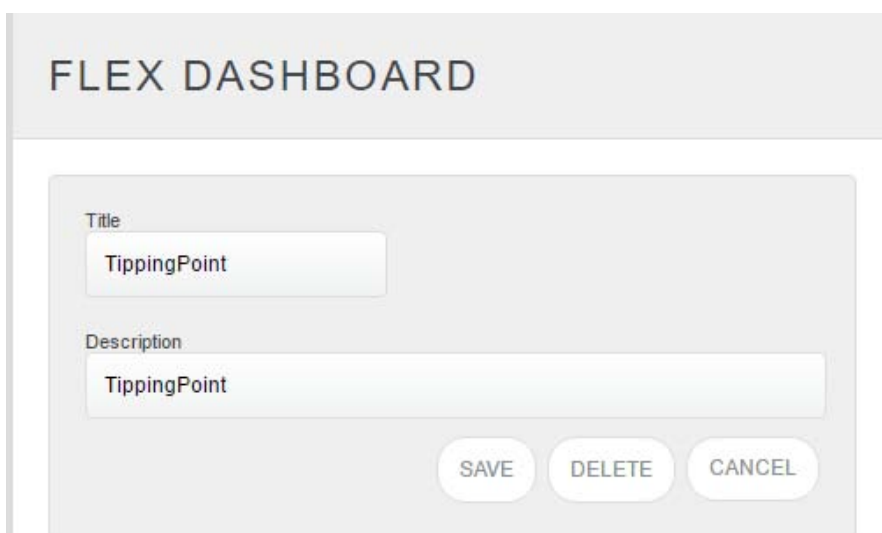 FLEX DASHBOARD
Title
TippingPoint
Description
TippingPoint
SAVE DELETE CANCEL